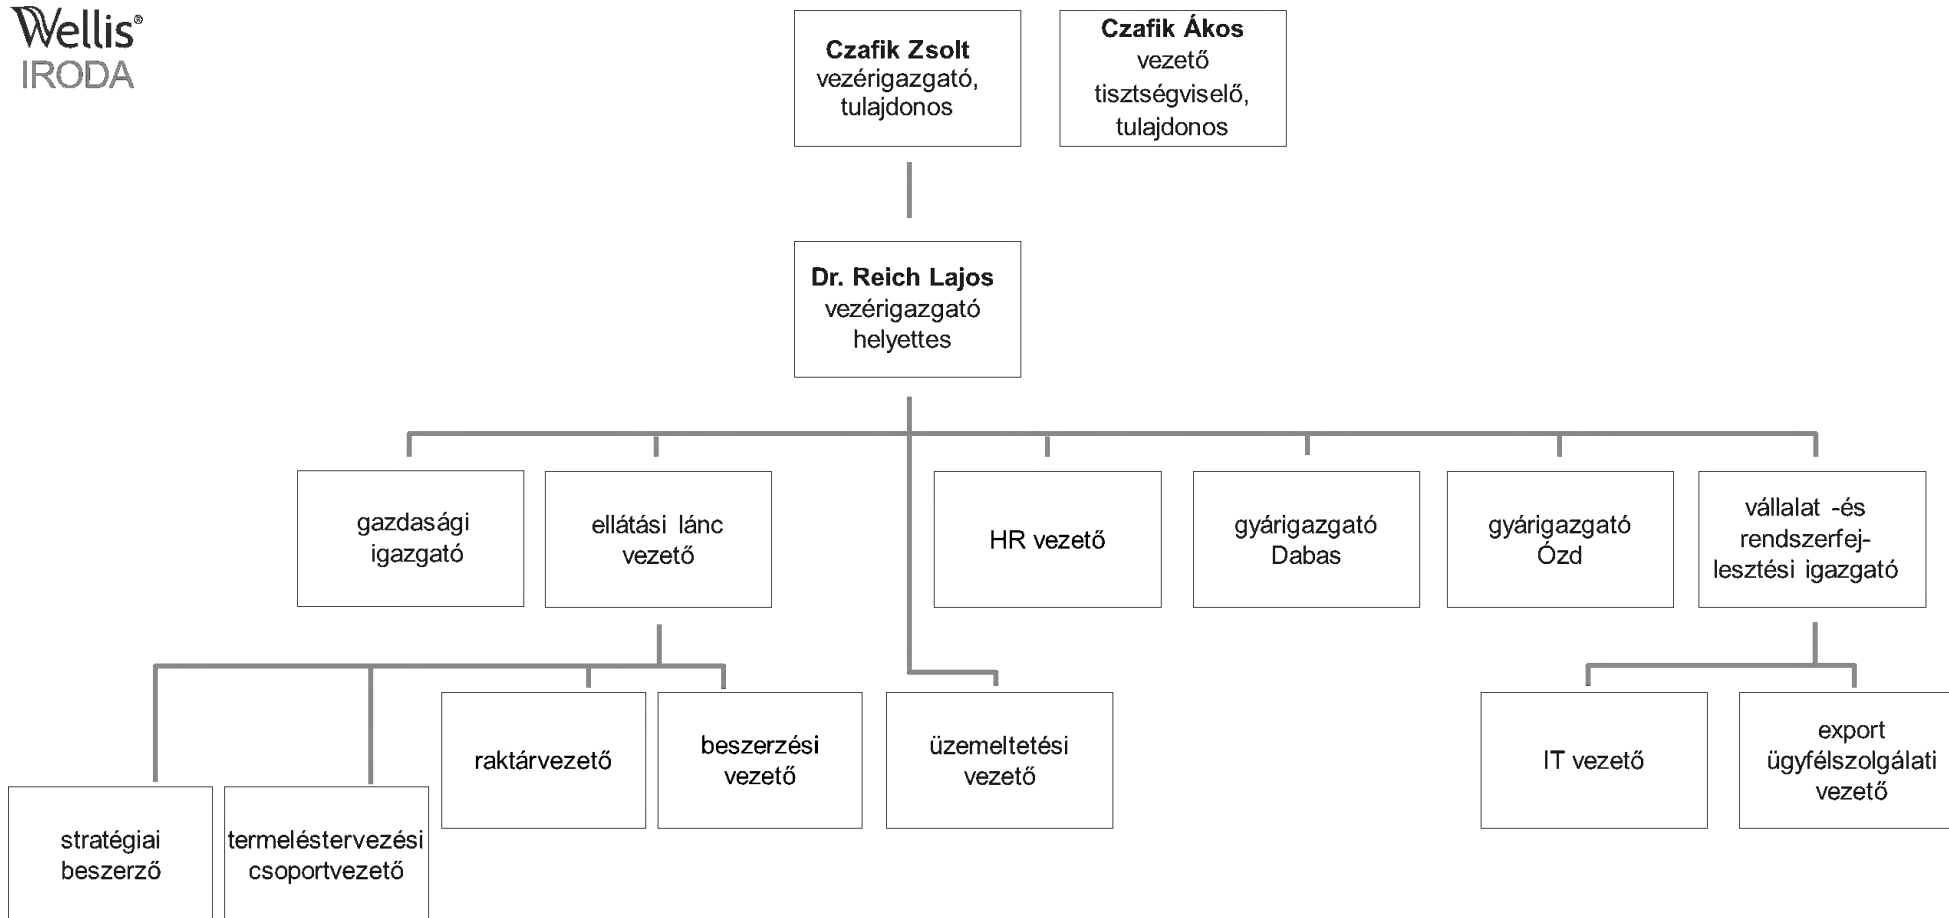 Wellis®
IRODA
Czafik Zsolt
vezérigazgató,
tulajdonos
Czafik Ákos
vezető
tisztségviselő,
tulajdonos
Dr. Reich Lajos
vezérigazgató
helyettes
gazdasági
igazgató
ellátási lánc
vezető
HR vezető
gyárigazgató
Dabas
gyárigazgató
Ózd
vállalat -és
rendszerfej-
lesztési igazgató
raktárvezető
beszerzési
vezető
üzemeltetési
vezető
IT vezető
export
ügyfélszolgálati
vezető
stratégiai
beszerző
termeléstervezési
csoportvezető